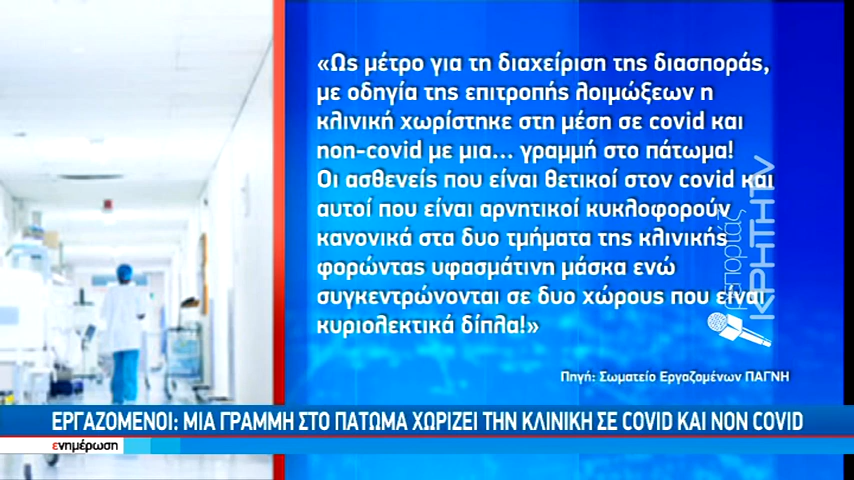 «Ως μέτρο για τη διαχείριση της διασποράς,
με οδηγία της επιτροπής λοιμώξεων η
κλινική χωρίστηκε στη μέση σε covid και
non-covid με μια... γραμμή στο πάτωμα!
Οι ασθενείς που είναι θετικοί στον covid και
αυτοί που είναι αρνητικοί κυκλοφορούν
κανονικά στα δυο τμήματα της κλινικής
φορώντας υφασμάτινη μάσκα ενώ
συγκεντρώνονται σε δυο χώρους που είναι
κυριολεκτικά δίπλα!»
ρεπορτάζ
ΚΡΗΤΗ TV
Πηγή: Σωματείο Εργαζομένων ΠΑΓΝΗ
ΕΡΓΑΖΟΜΕΝΟΙ: ΜΙΑ ΓΡΑΜΜΗ ΣΤΟ ΠΑΤΩΜΑ ΧΩΡΙΖΕΙ ΤΗΝ ΚΛΙΝΙΚΗ ΣΕ COVID ΚΑΙ NON COVID
ενημέρωση